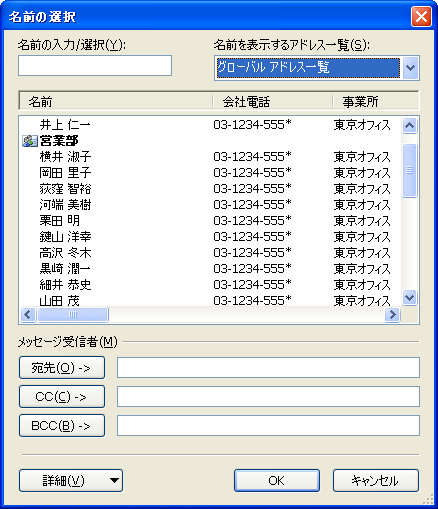 名前の選択
名前の入力/選択(Y):
名前を表示するアドレス一覧(S):
グローバル アドレス一覧
名前 会社電話 事業所
井上 仁一 03-1234-555* 東京オフィス
営業部
横井 淑子 03-1234-555* 東京オフィス
岡田 里子 03-1234-555* 東京オフィス
荻窪 智裕 03-1234-555* 東京オフィス
河端 美樹 03-1234-555* 東京オフィス
栗田 明 03-1234-555* 東京オフィス
鍵山 洋幸 03-1234-555* 東京オフィス
高沢 冬木 03-1234-555* 東京オフィス
黒崎 潤一 03-1234-555* 東京オフィス
細井 恭史 03-1234-555* 東京オフィス
山田 茂 03-1234-555* 東京オフィス
メッセージ受信者(M)
宛先(O) ->
CC(C) ->
BCC(B) ->
詳細(V)
OK
キャンセル